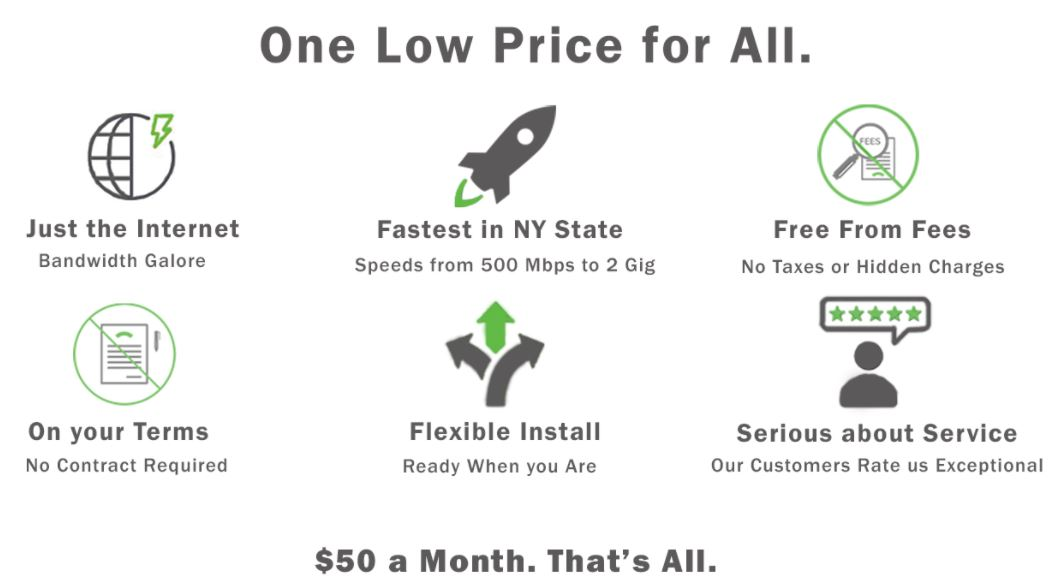 One Low Price for All.
FEES
Just the Internet
Bandwidth Galore
Fastest in NY State
Speeds from 500 Mbps to 2 Gig
Free From Fees
No Taxes or Hidden Charges
On your Terms
No Contract Required
Flexible Install
Ready When you Are
Serious about Service
Our Customers Rate us Exceptional
$50 a Month. That's All.